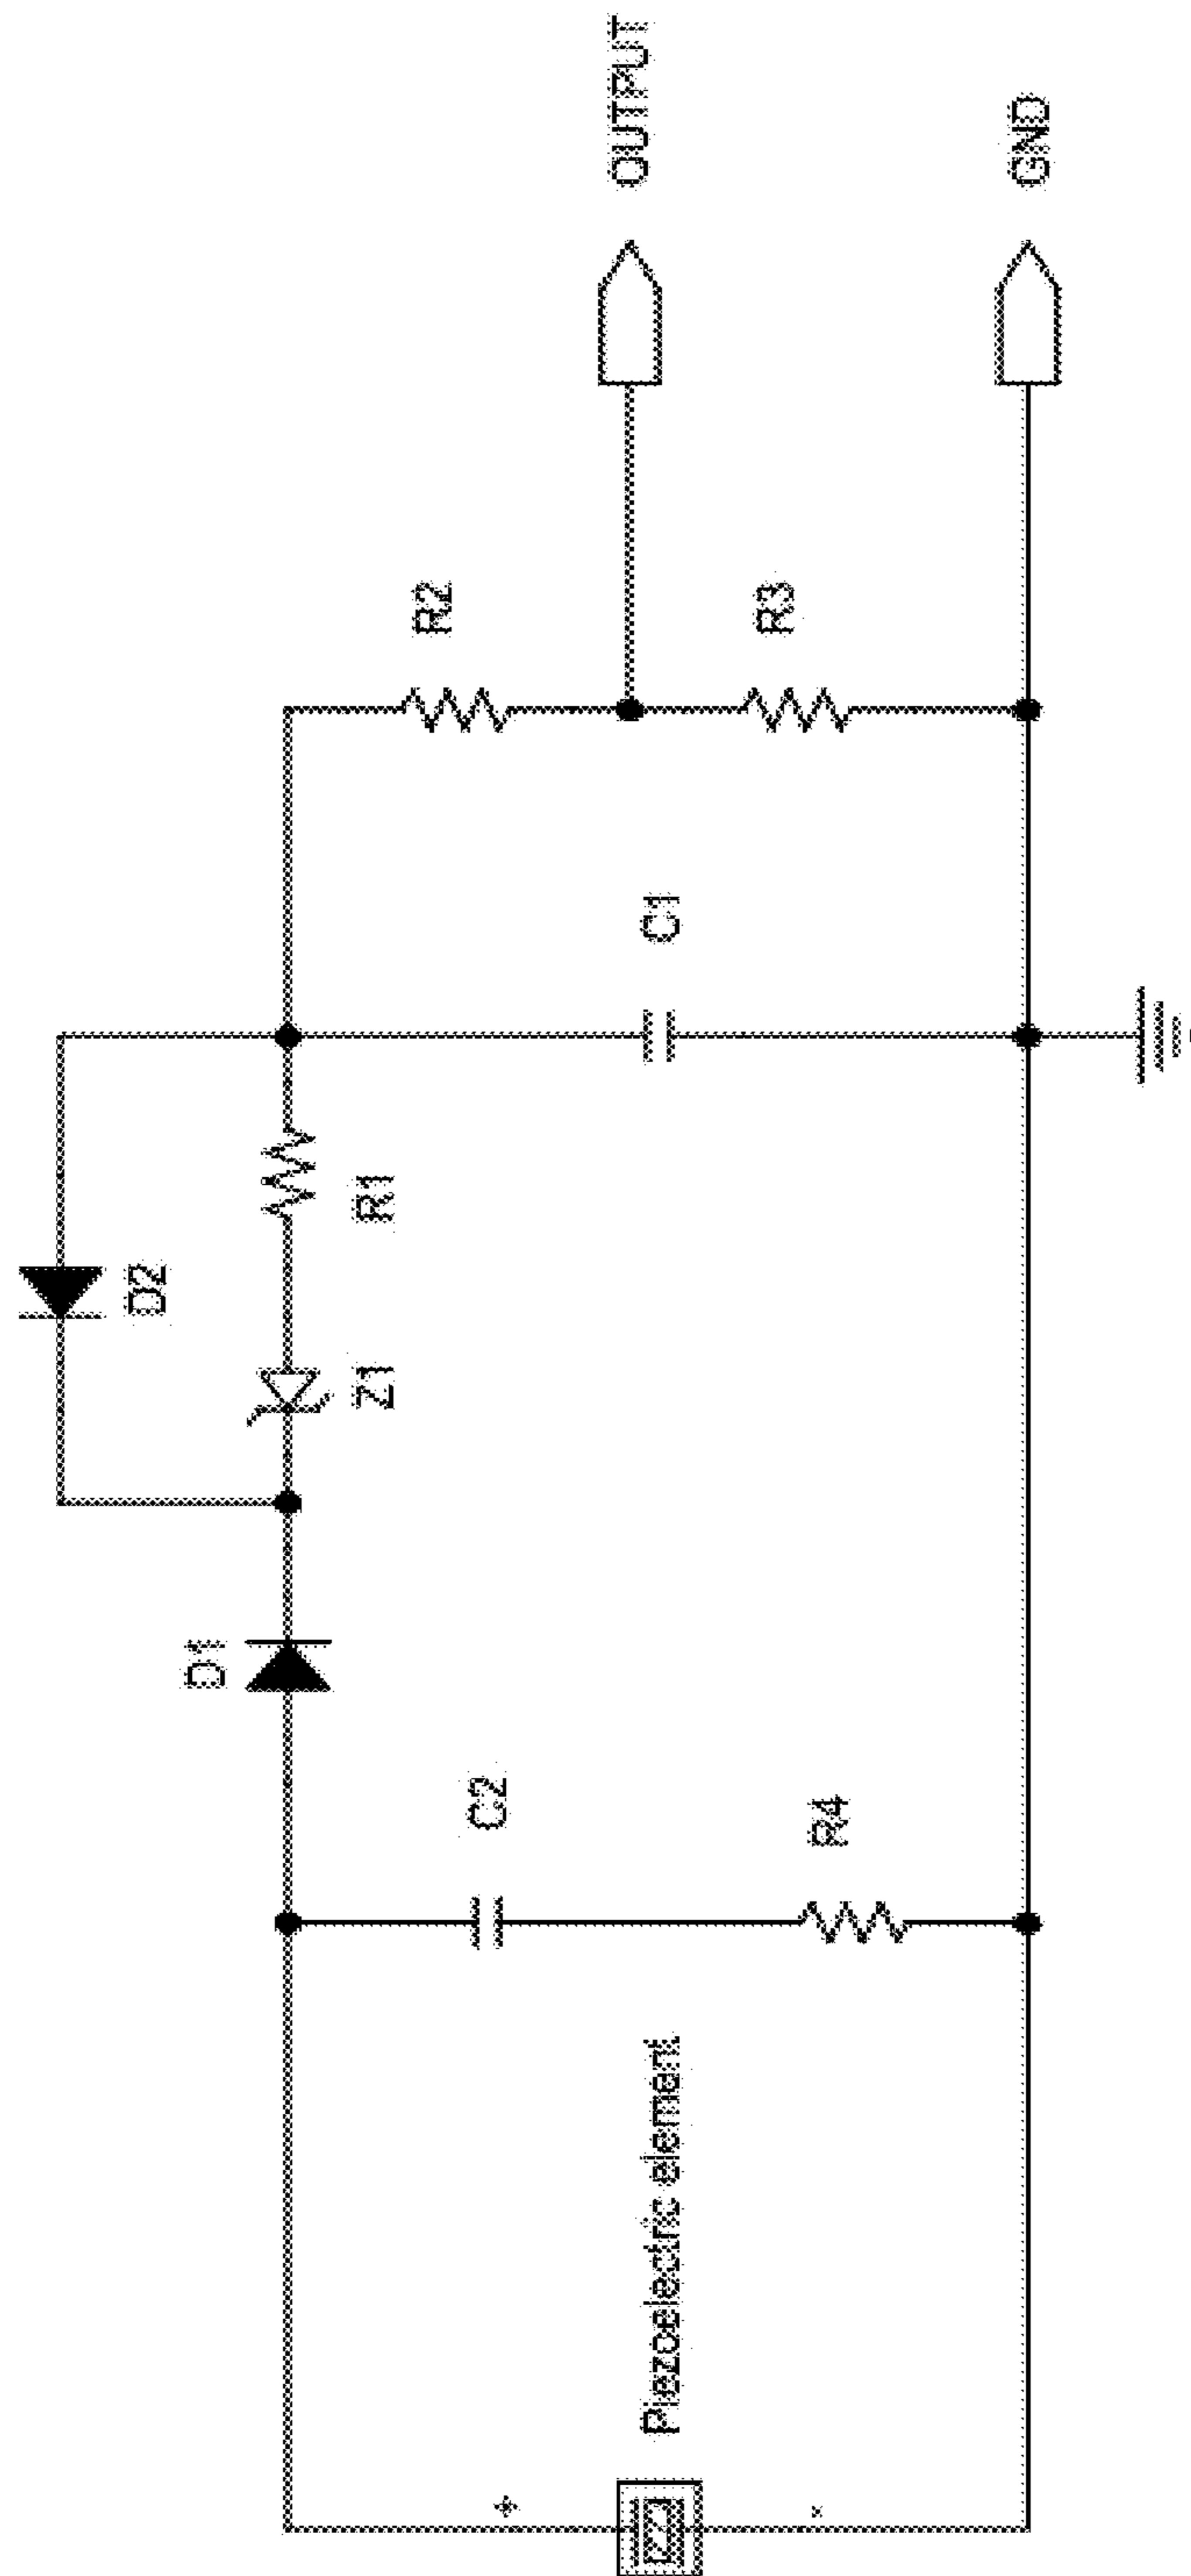 Piezoelectric element
+
-
C2
R4
D1
D2
Z1
R1
C1
R2
R3
OUTPUT
GND